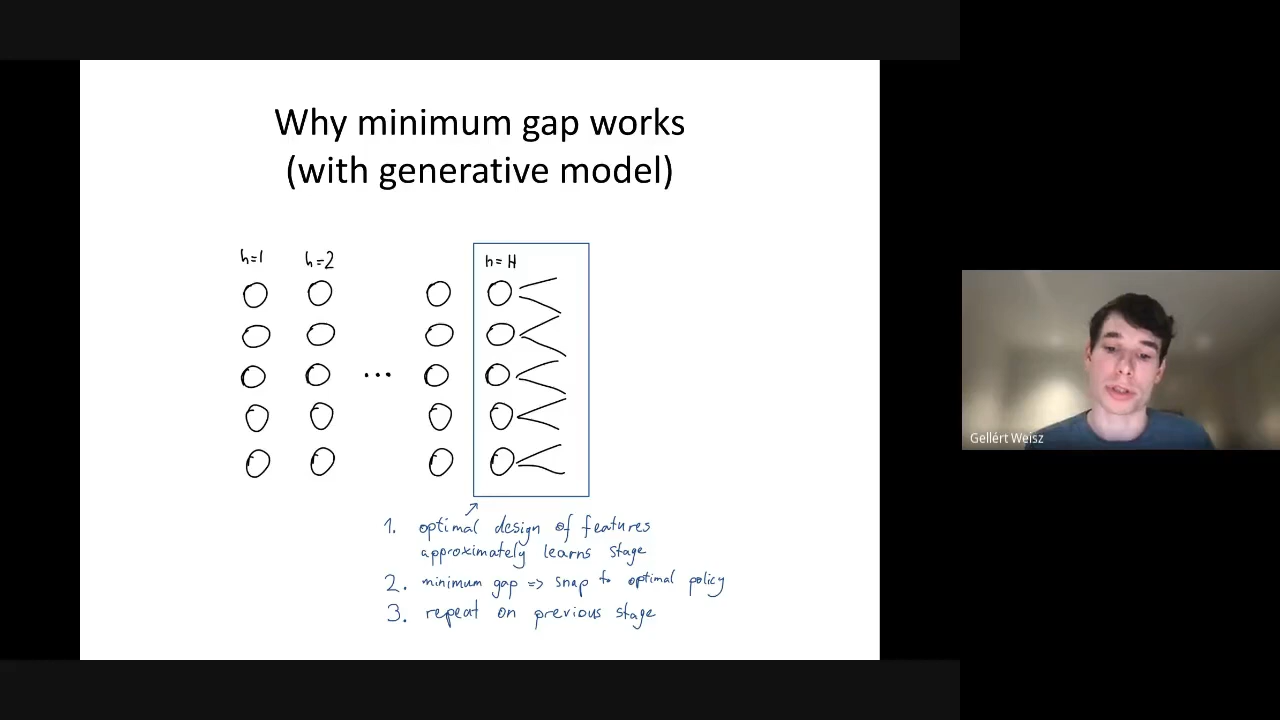 Why minimum gap works
(with generative model)
h=1 h=2 h=H
...
1. optimal design of features
approximately learns stage
2. minimum gap => snap to optimal policy
3. repeat on previous stage
Gellért Weisz